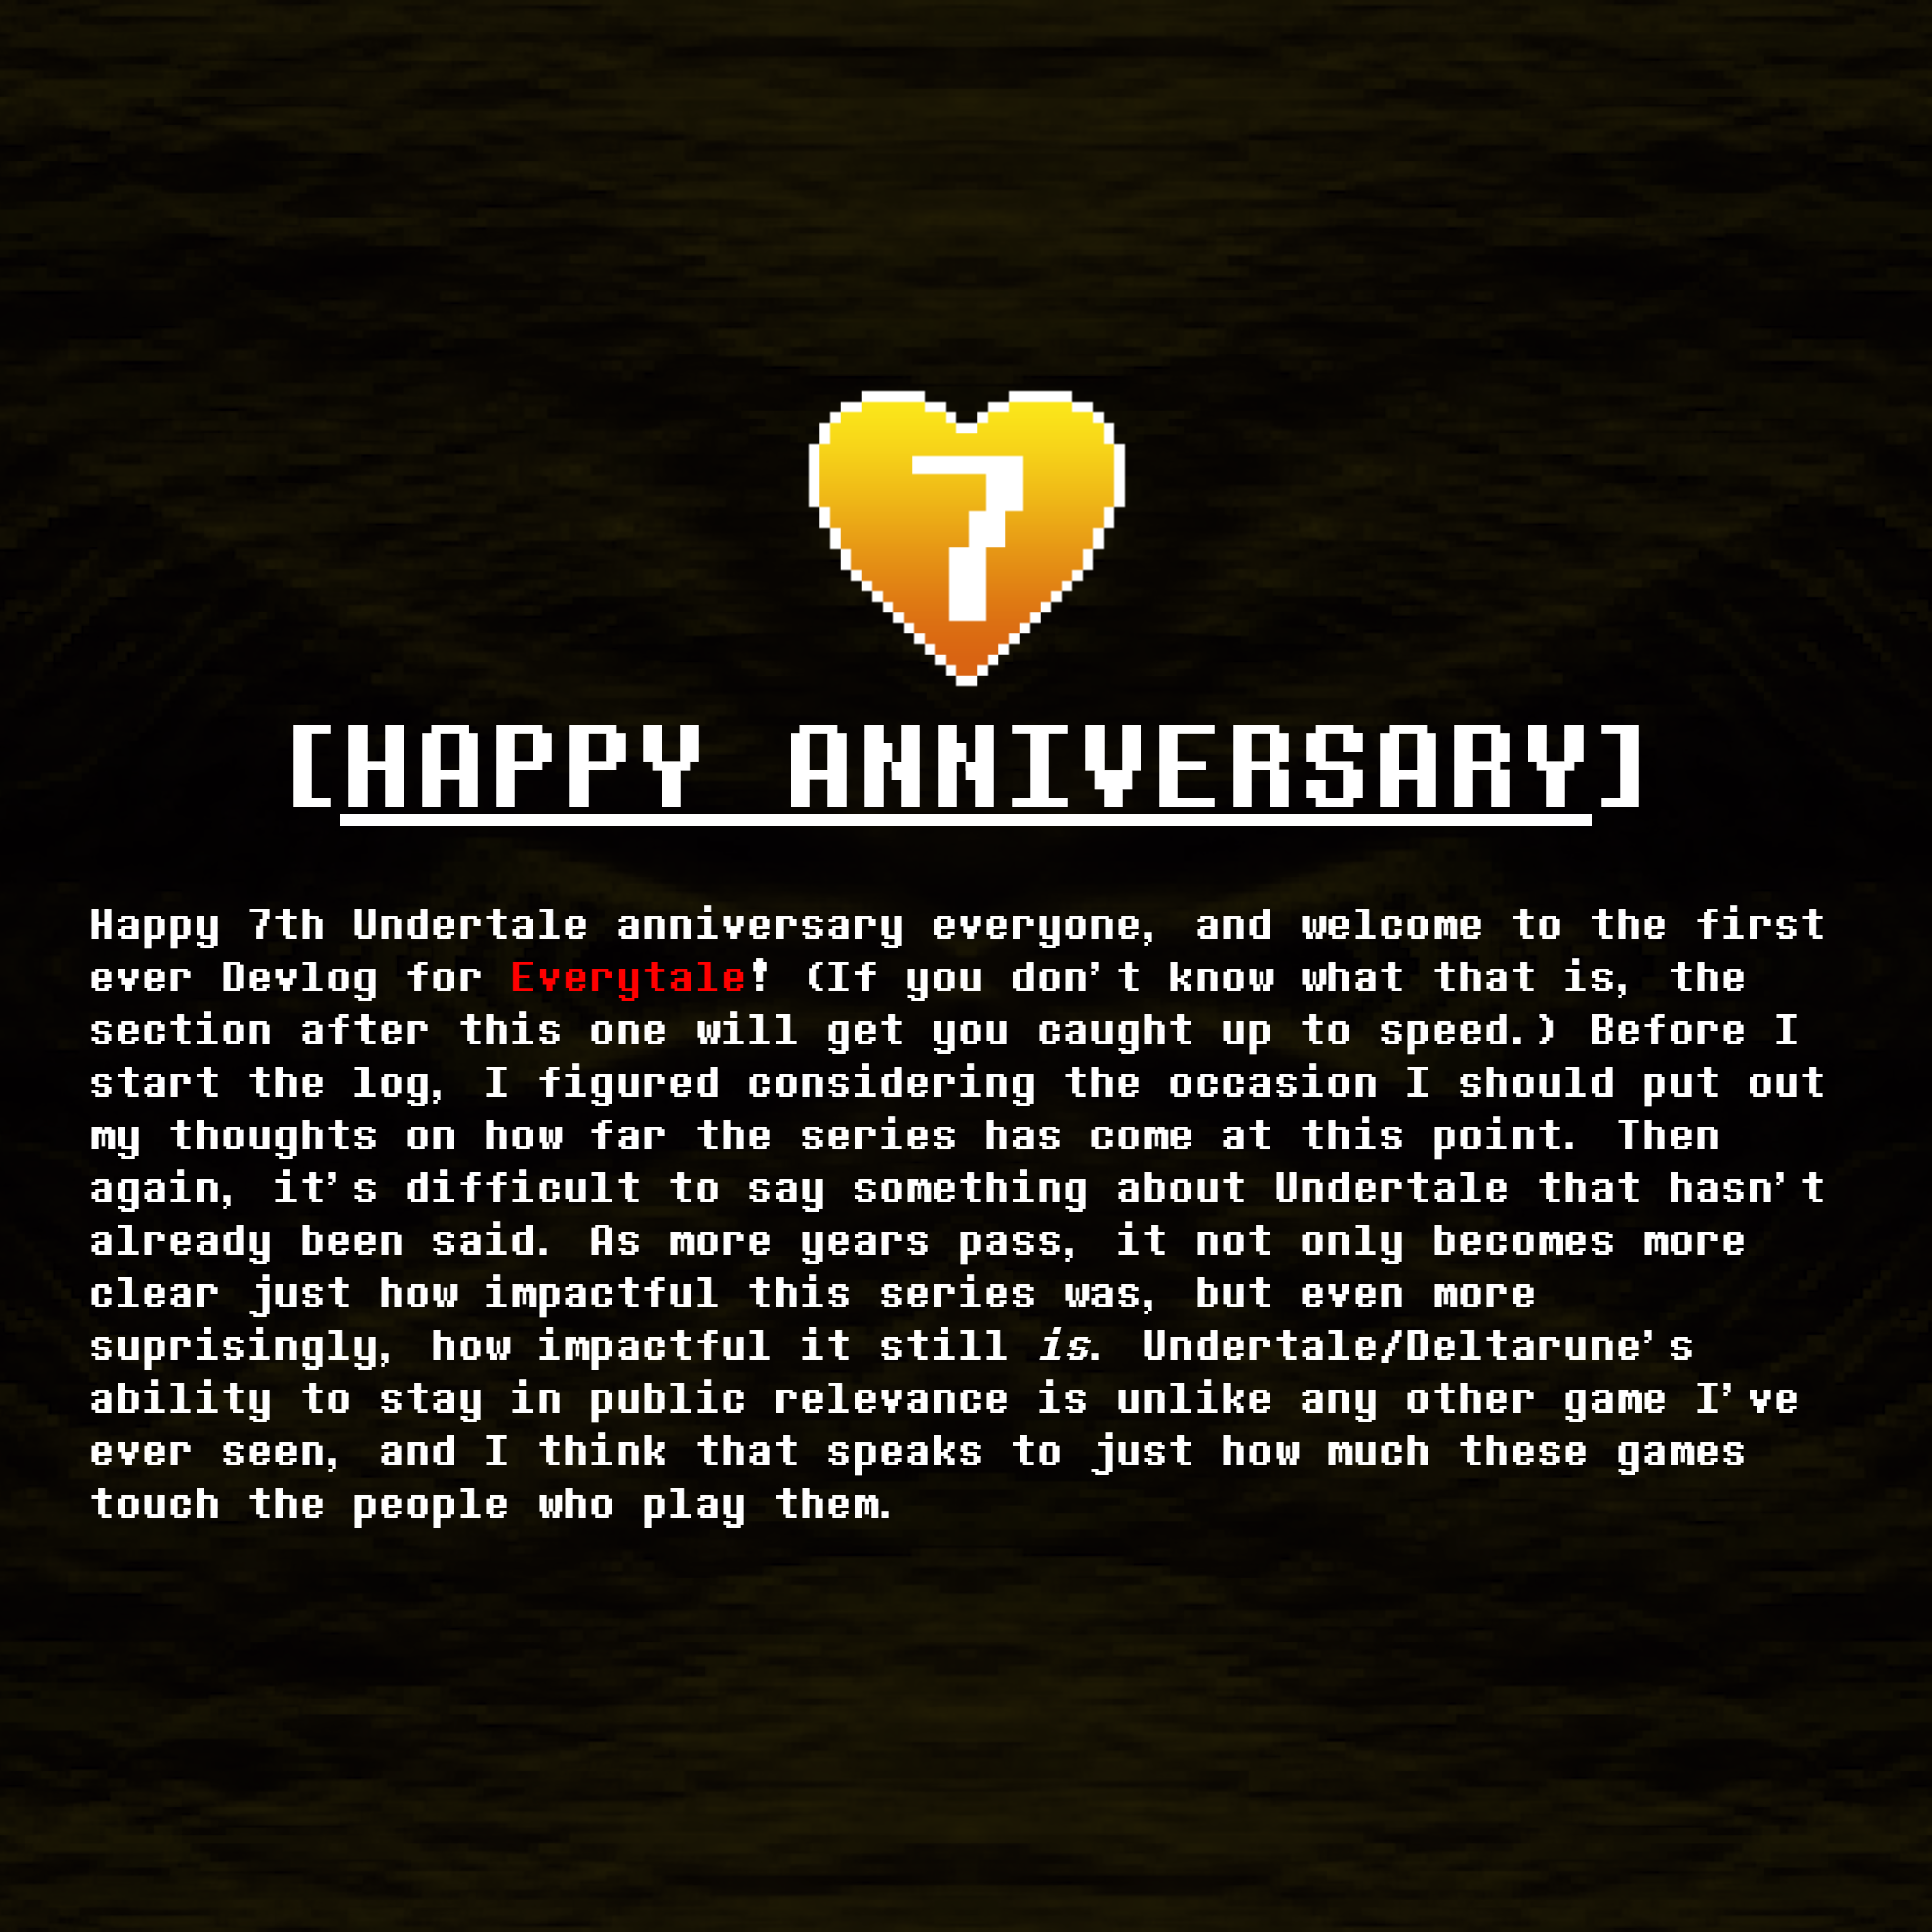 7
[HAPPY ANNIVERSARY]
Happy 7th Undertale anniversary everyone, and welcome to the first
ever Devlog for Everytale! (If you don't know what that is, the
section after this one will get you caught up to speed.) Before I
start the log, I figured considering the occasion I should put out
my thoughts on how far the series has come at this point. Then
again, it's difficult to say something about Undertale that hasn't
already been said. As more years pass, it not only becomes more
clear just how impactful this series was, but even more
suprisingly, how impactful it still is. Undertale/Deltarune's
ability to stay in public relevance is unlike any other game I've
ever seen, and I think that speaks to just how much these games
touch the people who play them.